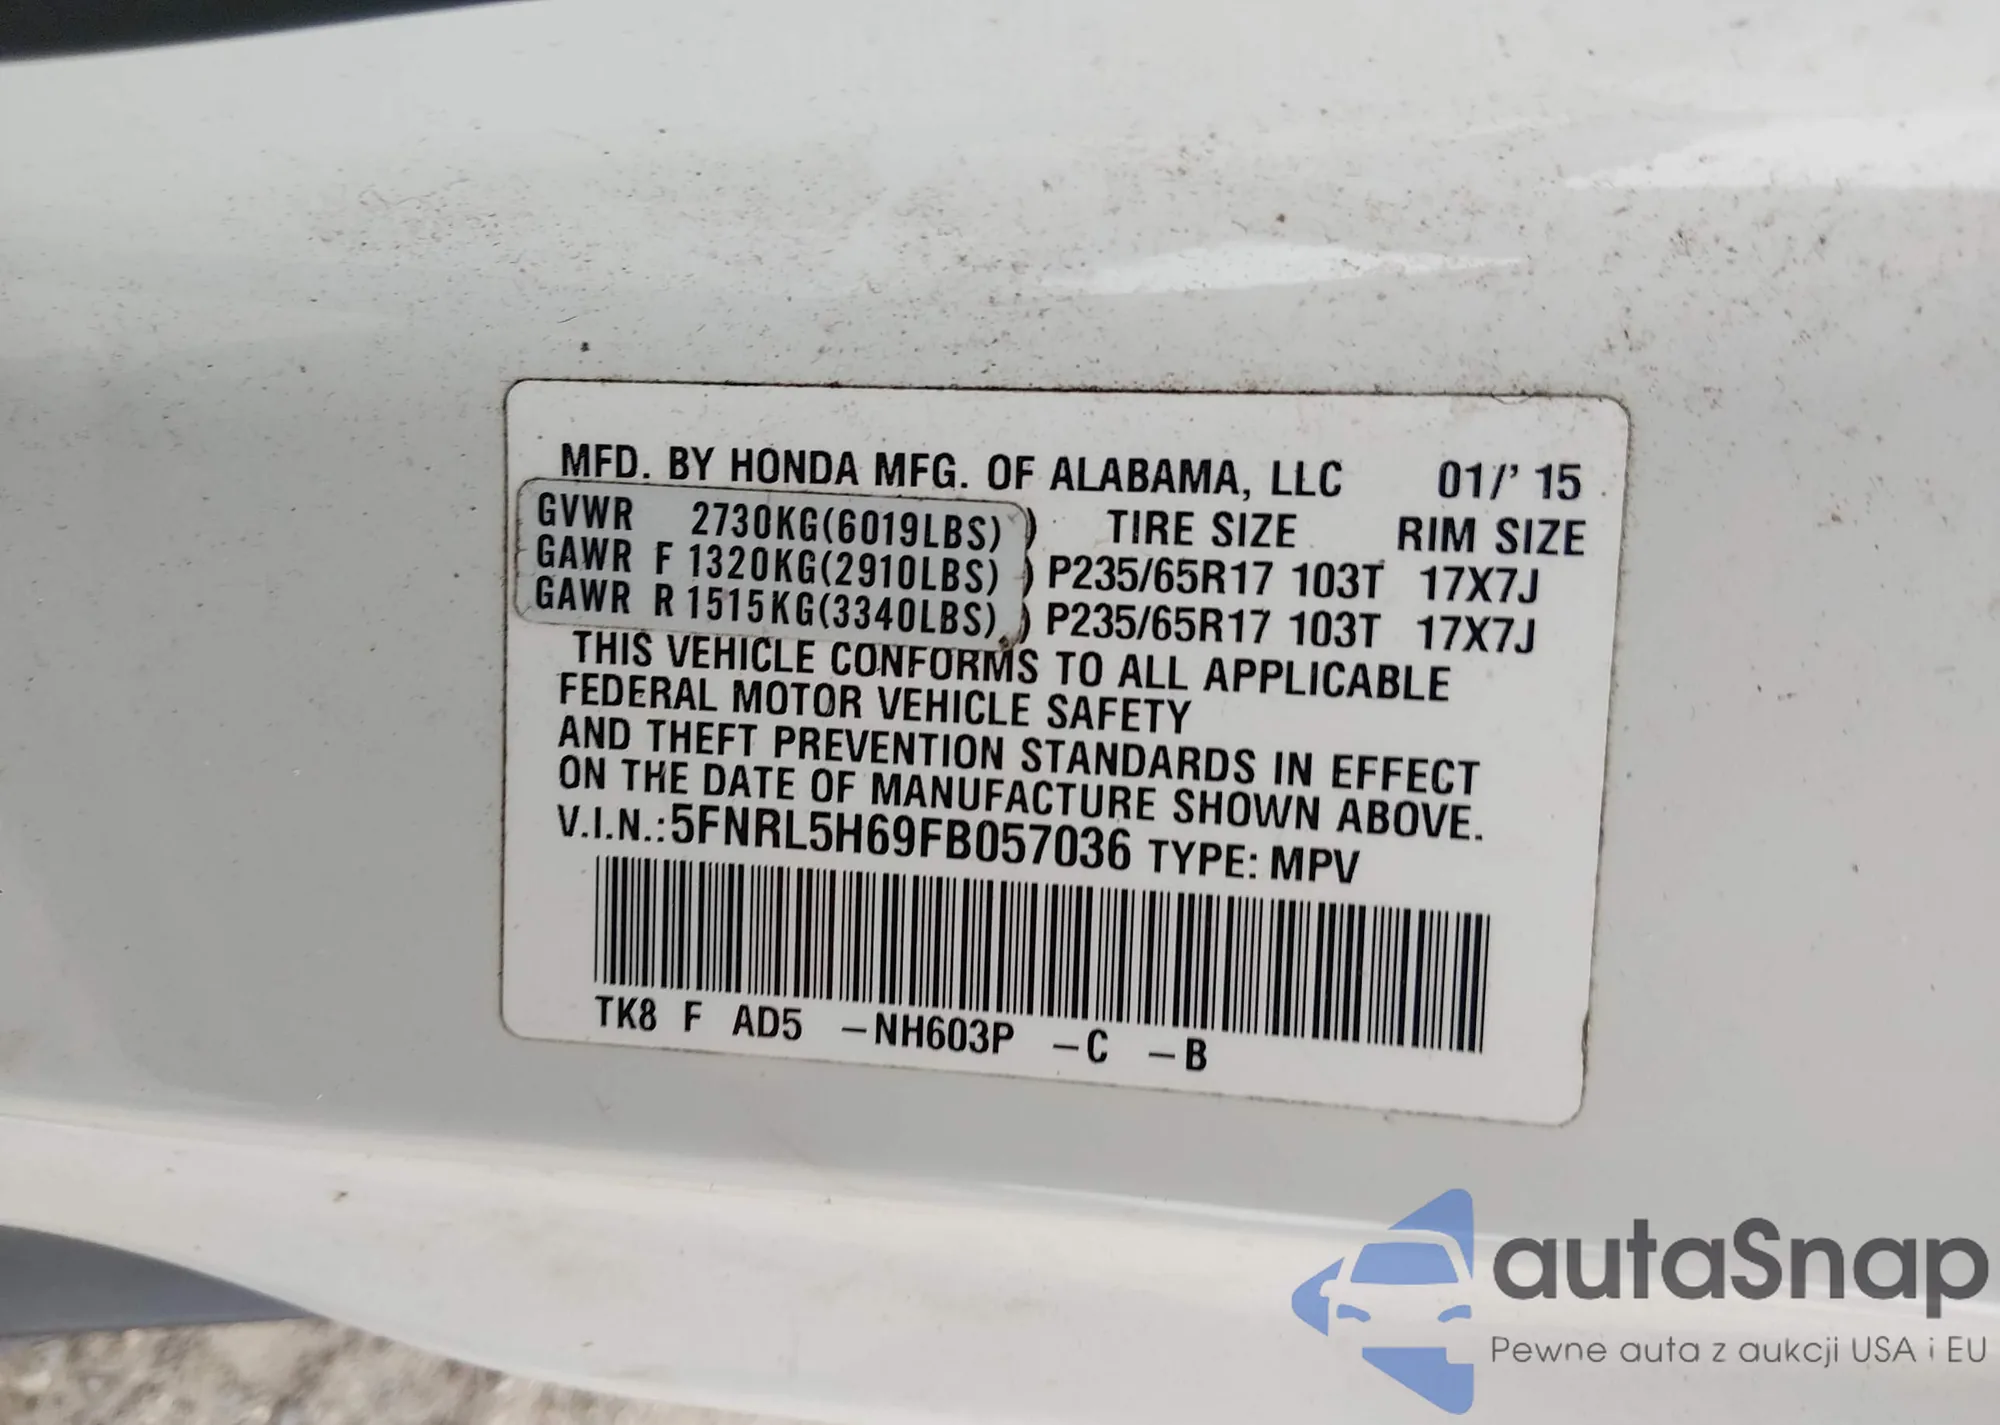 MFD. BY HONDA MFG. OF ALABAMA, LLC 01/' 15
GVWR 2730KG(6019LBS) ) TIRE SIZE RIM SIZE
GAWR F 1320KG(2910LBS) ) P235/65R17 103T 17X7J
GAWR R 1515KG(3340LBS) ) P235/65R17 103T 17X7J
THIS VEHICLE CONFORMS TO ALL APPLICABLE
FEDERAL MOTOR VEHICLE SAFETY
AND THEFT PREVENTION STANDARDS IN EFFECT
ON THE DATE OF MANUFACTURE SHOWN ABOVE.
V.I.N.:5FNRL5H69FB057036 TYPE: MPV
TK8 F AD5 -NH603P -C -B
autaSnap
Pewne auta z aukcji USA i EU